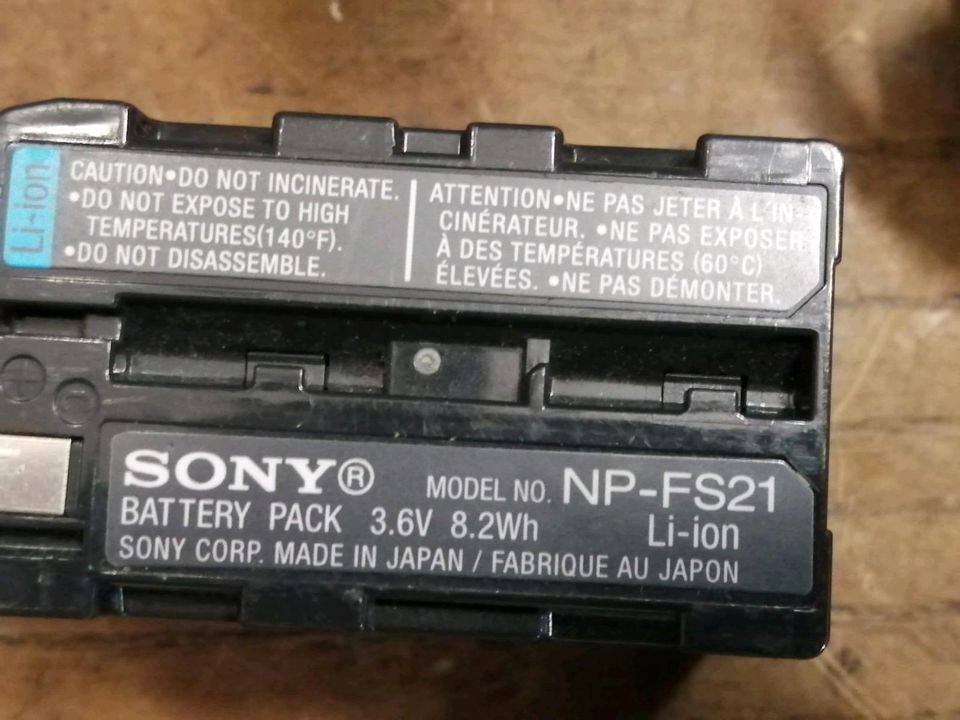 Li-ion
CAUTION•DO NOT INCINERATE.
•DO NOT EXPOSE TO HIGH
TEMPERATURES(140°F).
•DO NOT DISASSEMBLE.
ATTENTION•NE PAS JETER À L'IN-
CINÉRATEUR. •NE PAS EXPOSER
À DES TEMPÉRATURES (60°C)
ÉLEVÉES. •NE PAS DÉMONTER.
+ C
SONY® MODEL NO. NP-FS21
BATTERY PACK 3.6V 8.2Wh Li-ion
SONY CORP. MADE IN JAPAN / FABRIQUE AU JAPON